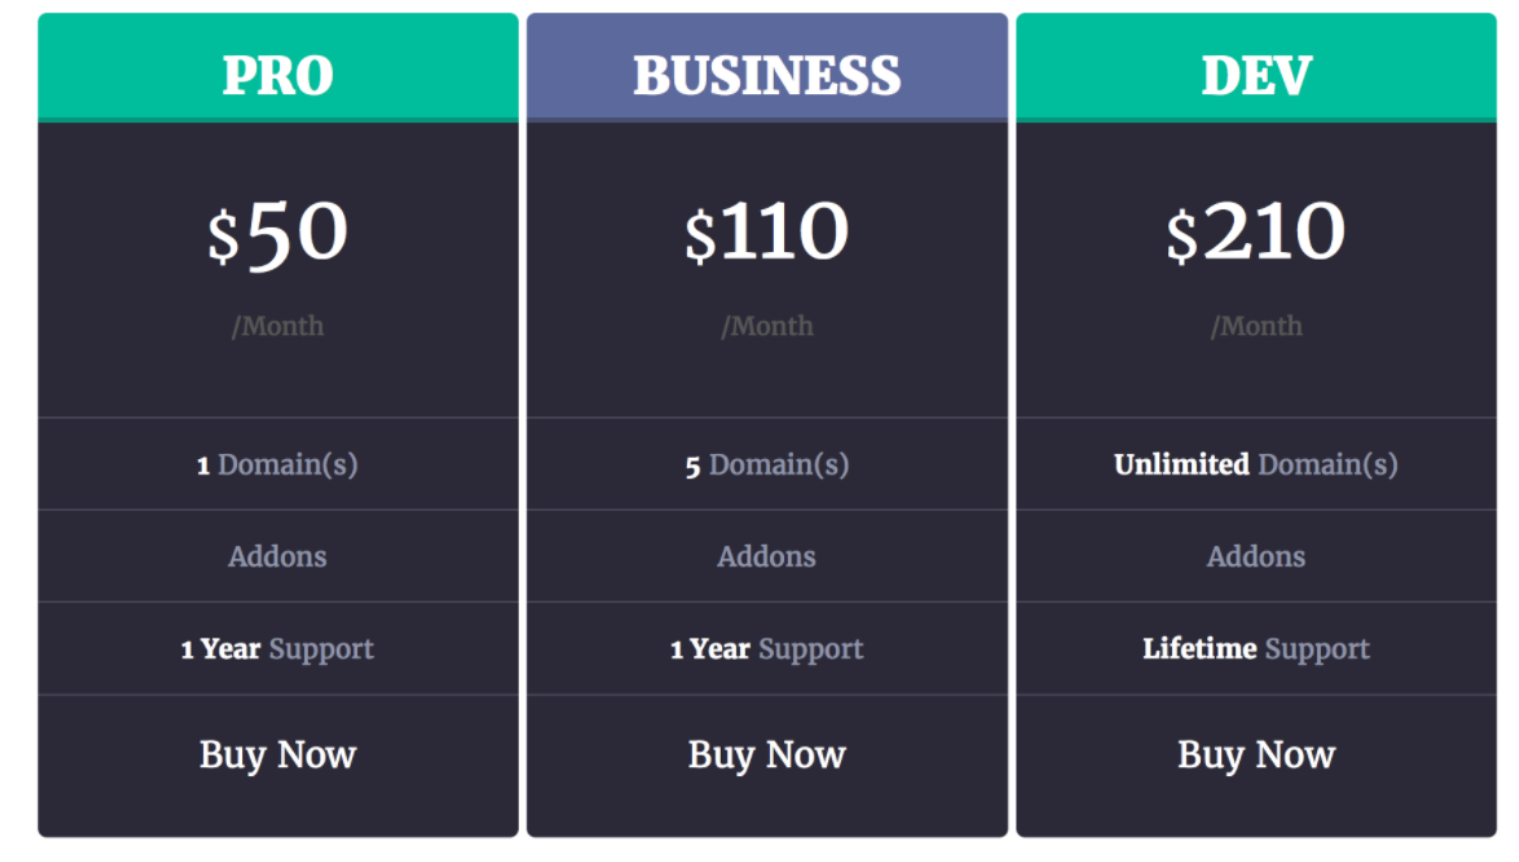 PRO
$50
/Month
1 Domain(s)
Addons
1 Year Support
Buy Now
BUSINESS
$110
/Month
5 Domain(s)
Addons
1 Year Support
Buy Now
DEV
$210
/Month
Unlimited Domain(s)
Addons
Lifetime Support
Buy Now